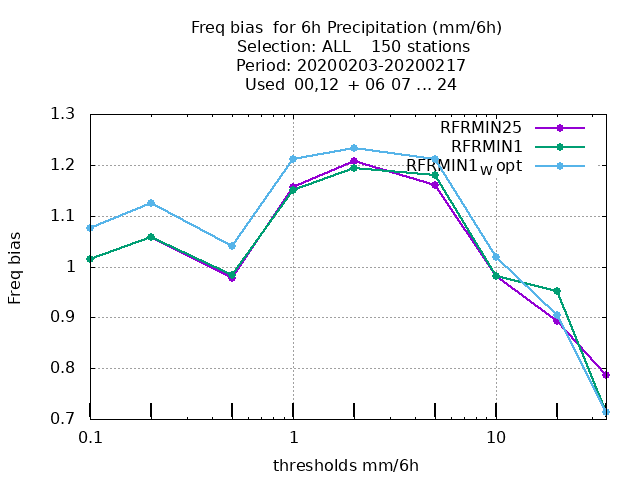 Freq bias  for 6h Precipitation (mm/6h)
Selection: ALL    150 stations
Period: 20200203-20200217
Used  00,12  + 06 07 ... 24
RFRMIN25
RFRMIN1
RFRMIN1W opt
1.3
1.2
1.1
1
0.9
0.8
0.7
Freq bias
0.1
1
10
thresholds mm/6h